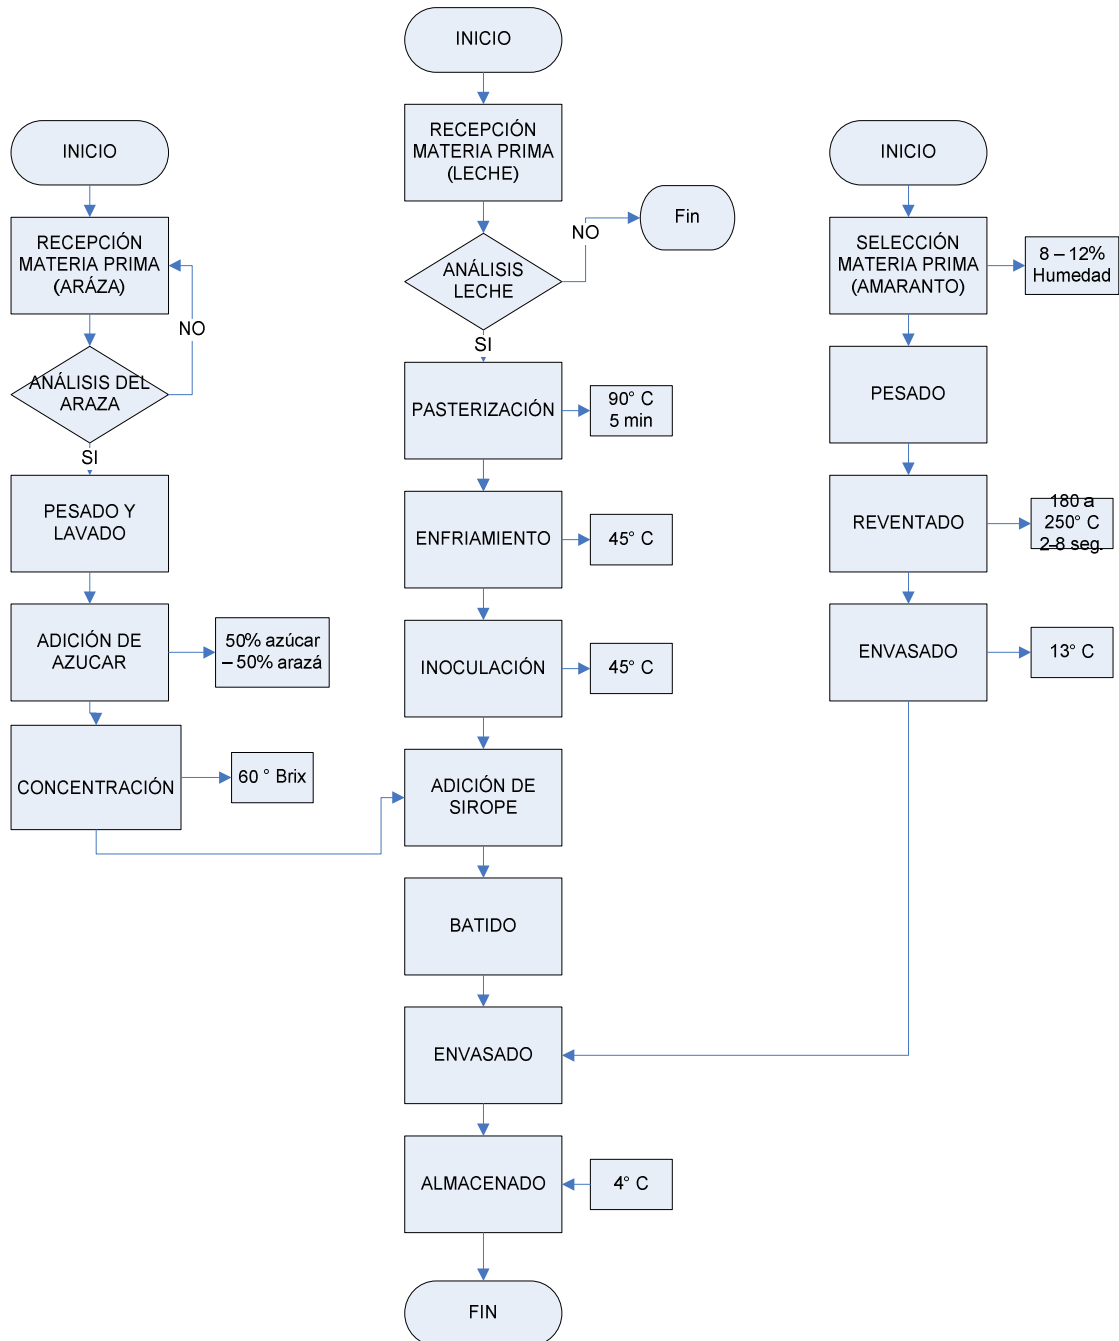 INICIO
RECEPCIÓN
MATERIA PRIMA
(ARÁZA)
NO
ANÁLISIS DEL
ARAZA
SI
PESADO Y
LAVADO
ADICIÓN DE
AZUCAR
50% azúcar
– 50% arazá
CONCENTRACIÓN
60 ° Brix
INICIO
RECEPCIÓN
MATERIA PRIMA
(LECHE)
Fin
NO
ANÁLISIS
LECHE
SI
PASTERIZACIÓN
90° C
5 min
ENFRIAMIENTO
45° C
INOCULACIÓN
45° C
ADICIÓN DE
SIROPE
BATIDO
ENVASADO
ALMACENADO
4° C
FIN
INICIO
SELECCIÓN
MATERIA PRIMA
(AMARANTO)
8 – 12%
Humedad
PESADO
REVENTADO
180 a
250° C
2-8 seg.
ENVASADO
13° C